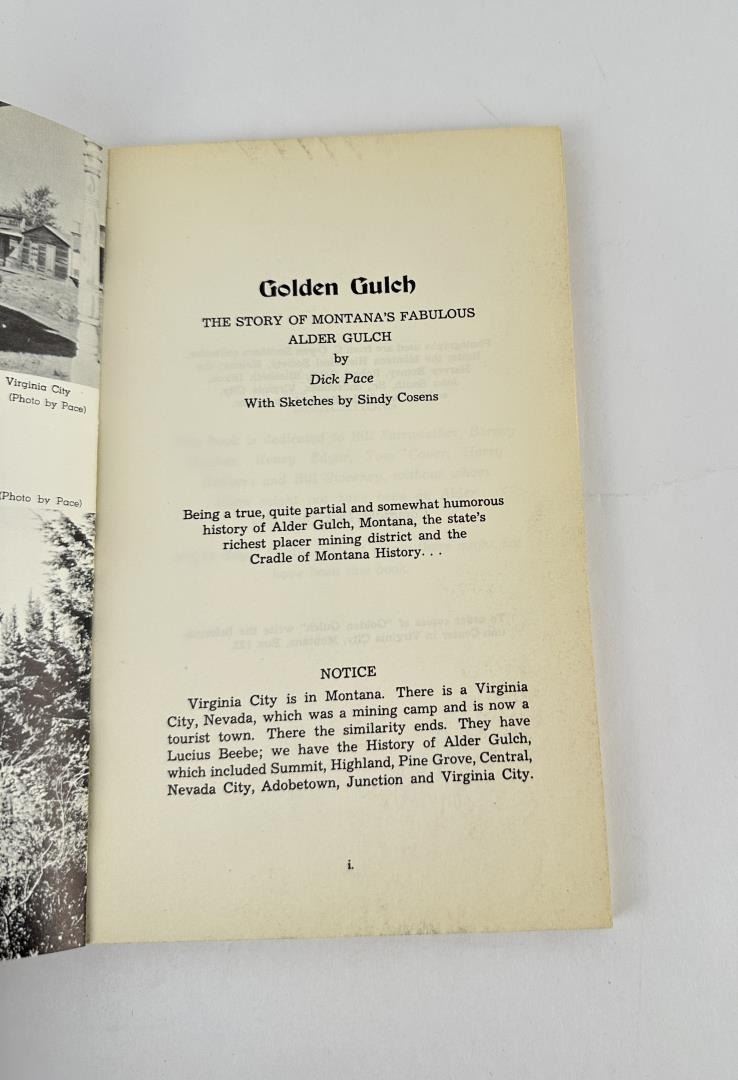 Virginia City
(Photo by Pace)
(Photo by Pace)
Golden Gulch
THE STORY OF MONTANA'S FABULOUS
ALDER GULCH
by
Dick Pace
With Sketches by Sindy Cosens
Being a true, quite partial and somewhat humorous
history of Alder Gulch, Montana, the state's
richest placer mining district and the
Cradle of Montana History. . .
NOTICE
Virginia City is in Montana. There is a Virginia
City, Nevada, which was a mining camp and is now a
tourist town. There the similarity ends. They have
Lucius Beebe; we have the History of Alder Gulch,
which included Summit, Highland, Pine Grove, Central,
Nevada City, Adobetown, Junction and Virginia City.
i.